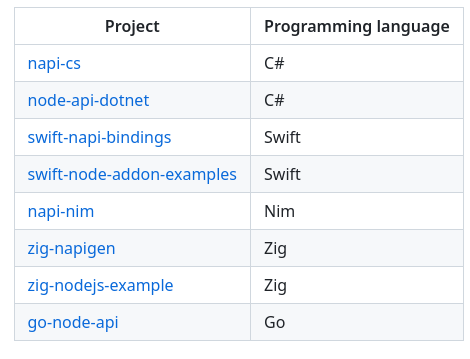 Project Programming language
napi-cs C#
node-api-dotnet C#
swift-napi-bindings Swift
swift-node-addon-examples Swift
napi-nim Nim
zig-napigen Zig
zig-nodejs-example Zig
go-node-api Go